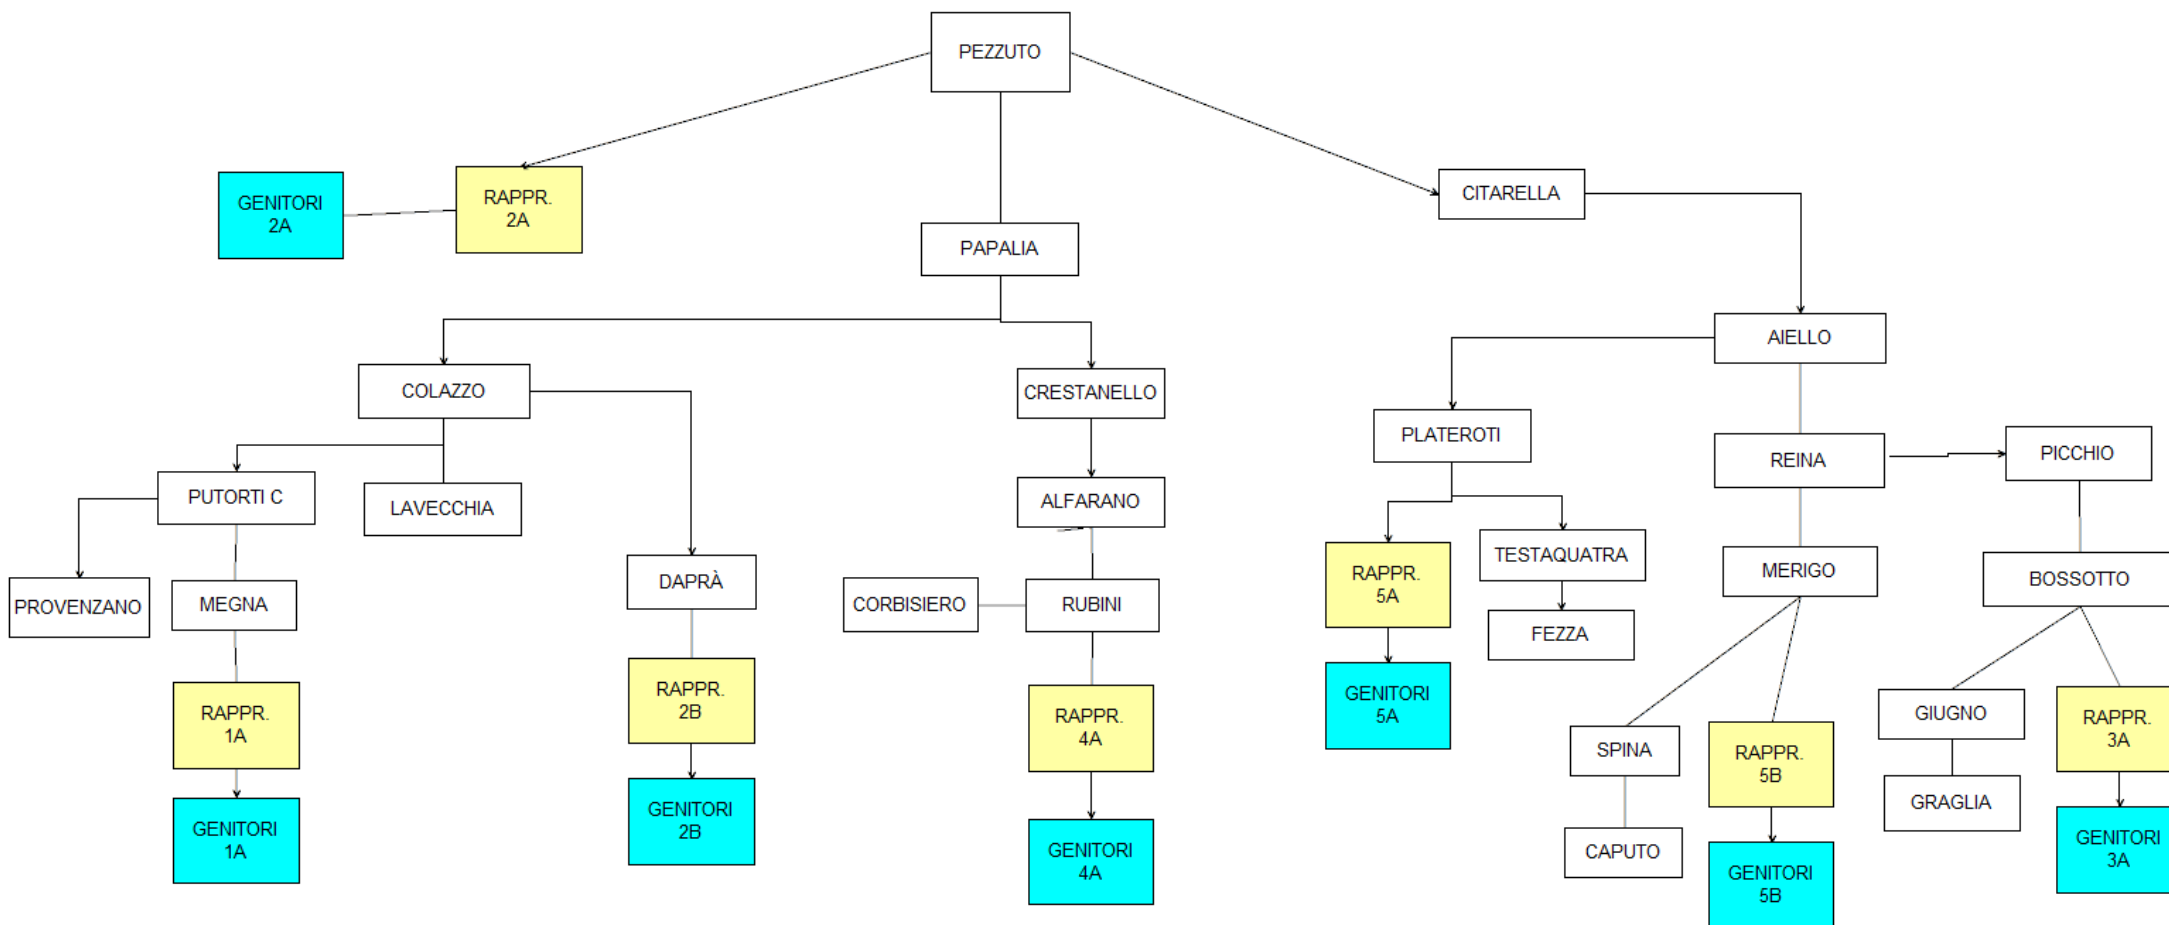 PEZZUTO
GENITORI
2A
RAPPR.
2A
CITARELLA
PAPALIA
AIELLO
COLAZZO
CRESTANELLO
PLATEROTI
REINA
PICCHIO
PUTORTI C
LAVECCHIA
ALFARANO
TESTAQUATRA
MERIGO
BOSSOTTO
PROVENZANO
MEGNA
DAPRÀ
CORBISIERO
RUBINI
RAPPR.
5A
FEZZA
RAPPR.
1A
RAPPR.
2B
RAPPR.
4A
GENITORI
5A
SPINA
RAPPR.
5B
GIUGNO
RAPPR.
3A
GENITORI
1A
GENITORI
2B
GENITORI
4A
CAPUTO
GENITORI
5B
GRAGLIA
GENITORI
3A